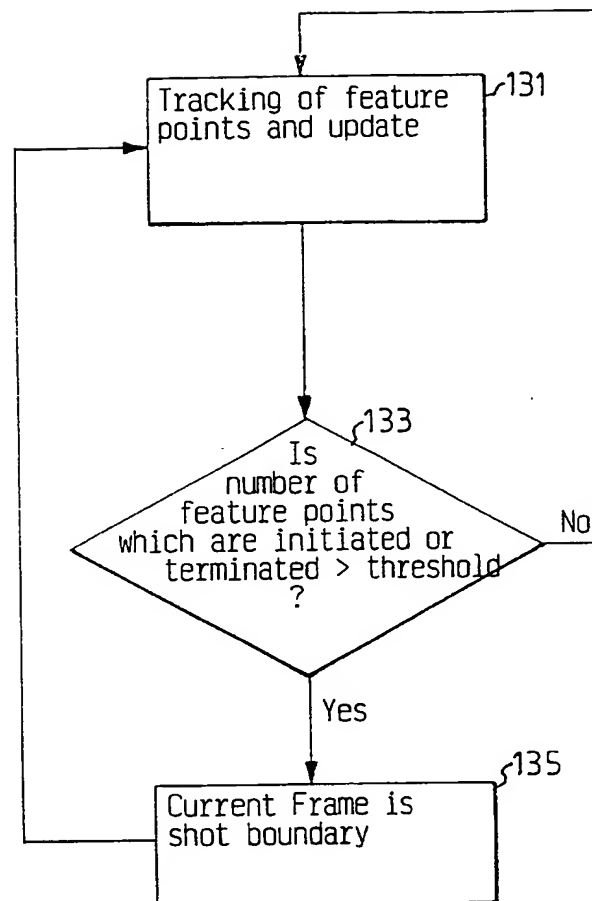 131
Tracking of feature
points and update
133
Is
number of
feature points
which are initiated or
terminated > threshold
?
No
Yes
135
Current Frame is
shot boundary